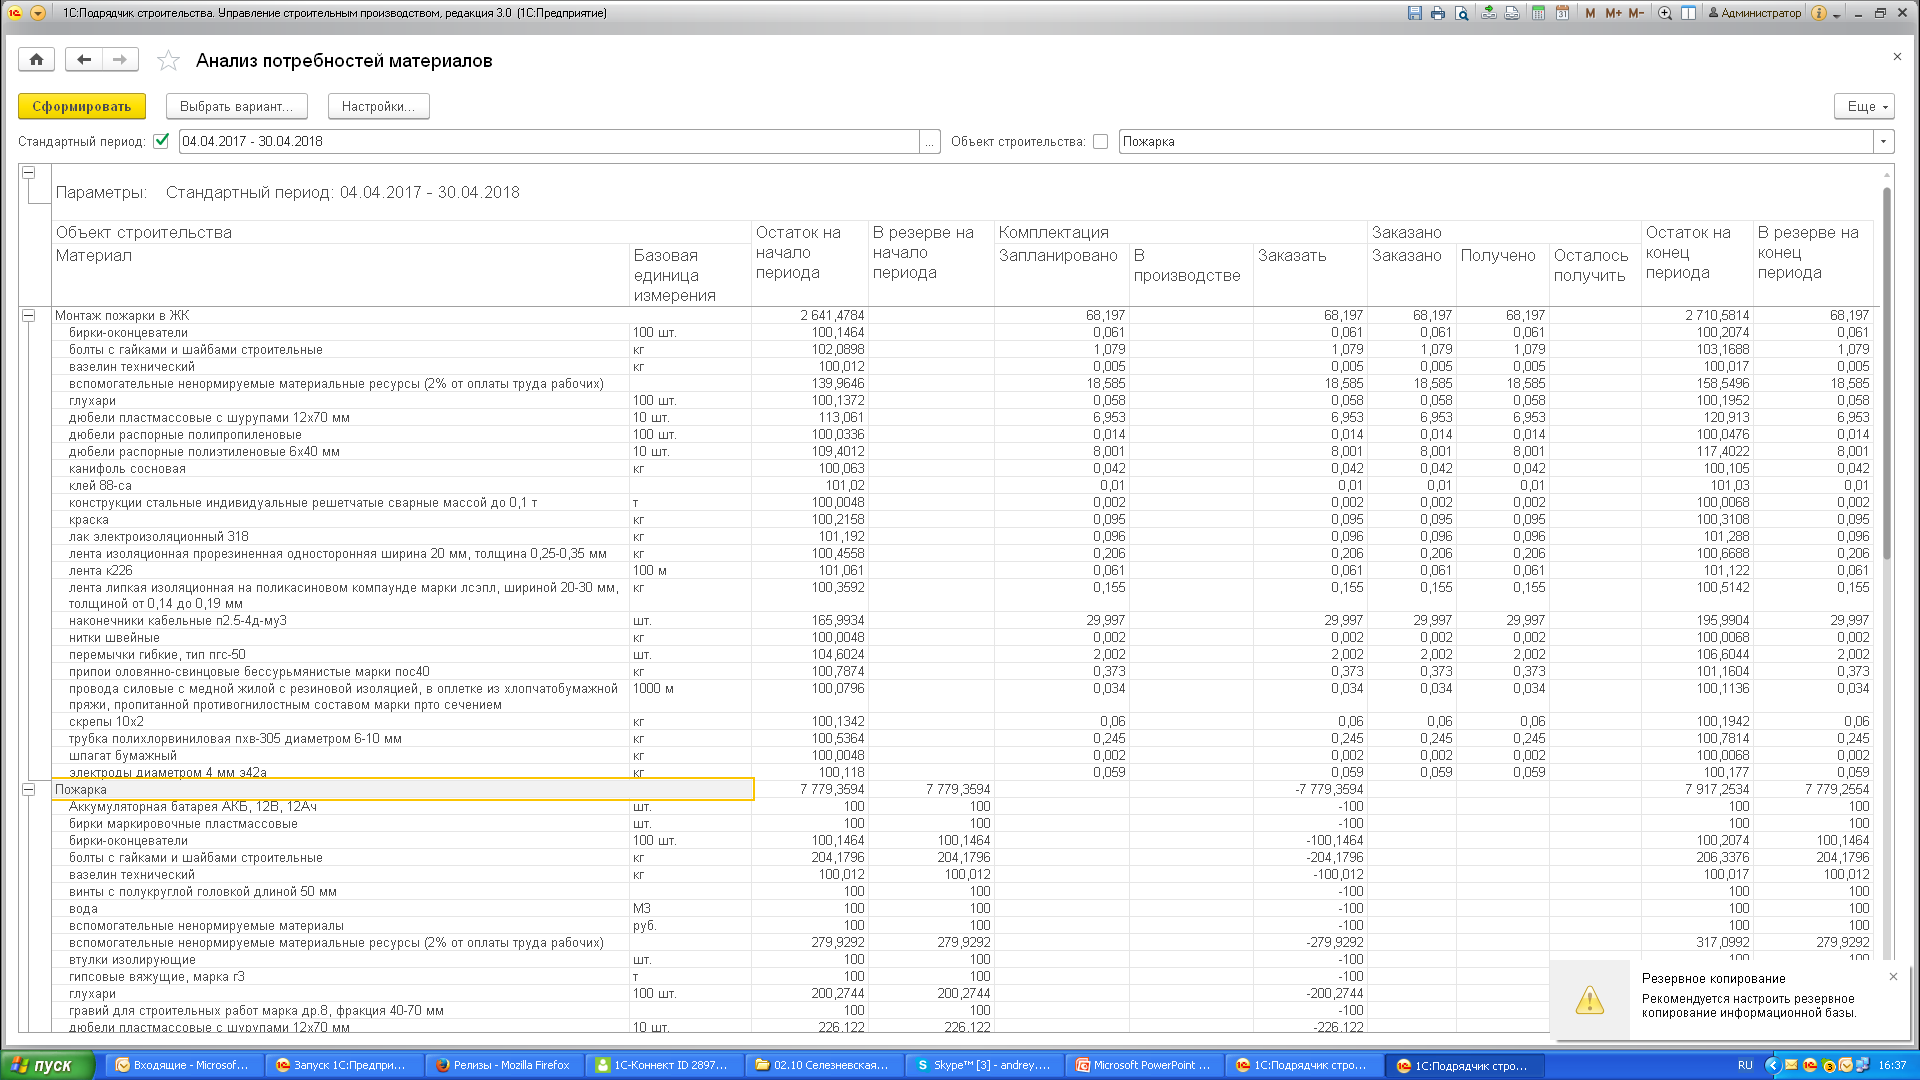 1С:Подрядчик строительства. Управление строительным производством, редакция 3.0 (1С:Предприятие)
M M+ M- Администратор
Анализ потребностей материалов
Сформировать Выбрать вариант... Настройки... Еще
Стандартный период: 04.04.2017 - 30.04.2018 ... Объект строительства: Пожарка
Параметры: Стандартный период: 04.04.2017 - 30.04.2018
Объект строительства Остаток на начало периода В резерве на начало периода Комплектация Заказано Остаток на конец периода В резерве на конец периода
Материал Базовая единица измерения Запланировано В производстве Заказать Заказано Получено Осталось получить
Монтаж пожарки в ЖК 2 641,4784 68,197 68,197 68,197 68,197 2 710,5814 68,197
бирки-оконцеватели 100 шт. 100,1464 0,061 0,061 0,061 0,061 100,2074 0,061
болты с гайками и шайбами строительные кг 102,0898 1,079 1,079 1,079 1,079 103,1688 1,079
вазелин технический кг 100,012 0,005 0,005 0,005 0,005 100,017 0,005
вспомогательные ненормируемые материальные ресурсы (2% от оплаты труда рабочих) 139,9646 18,585 18,585 18,585 18,585 158,5496 18,585
глухари 100 шт. 100,1372 0,058 0,058 0,058 0,058 100,1952 0,058
дюбели пластмассовые с шурупами 12х70 мм 10 шт. 113,061 6,953 6,953 6,953 6,953 120,913 6,953
дюбели распорные полипропиленовые 100 шт. 100,0336 0,014 0,014 0,014 0,014 100,0476 0,014
дюбели распорные полиэтиленовые 6х40 мм 10 шт. 109,4012 8,001 8,001 8,001 8,001 117,4022 8,001
канифоль сосновая кг 100,063 0,042 0,042 0,042 0,042 100,105 0,042
клей 88-са 101,02 0,01 0,01 0,01 0,01 101,03 0,01
конструкции стальные индивидуальные решетчатые сварные массой до 0,1 т т 100,0048 0,002 0,002 0,002 0,002 100,0068 0,002
краска кг 100,2158 0,095 0,095 0,095 0,095 100,3108 0,095
лак электроизоляционный 318 кг 101,192 0,096 0,096 0,096 0,096 101,288 0,096
лента изоляционная прорезиненная односторонняя ширина 20 мм, толщина 0,25-0,35 мм кг 100,4558 0,206 0,206 0,206 0,206 100,6688 0,206
лента к226 100 м 101,061 0,061 0,061 0,061 0,061 101,122 0,061
лента липкая изоляционная на поликасиновом компаунде марки лсэпл, шириной 20-30 мм, кг 100,3592 0,155 0,155 0,155 0,155 100,5142 0,155
толщиной от 0,14 до 0,19 мм
наконечники кабельные п2.5-4д-му3 шт. 165,9934 29,997 29,997 29,997 29,997 195,9904 29,997
нитки швейные кг 100,0048 0,002 0,002 0,002 0,002 100,0068 0,002
перемычки гибкие, тип пгс-50 шт. 104,6024 2,002 2,002 2,002 2,002 106,6044 2,002
припои оловянно-свинцовые бессурьмянистые марки пос40 кг 100,7874 0,373 0,373 0,373 0,373 101,1604 0,373
провода силовые с медной жилой с резиновой изоляцией, в оплетке из хлопчатобумажной 1000 м 100,0796 0,034 0,034 0,034 0,034 100,1136 0,034
пряжи, пропитанной противогнилостным составом марки прто сечением
скрепы 10х2 кг 100,1342 0,06 0,06 0,06 0,06 100,1942 0,06
трубка полихлорвиниловая пхв-305 диаметром 6-10 мм кг 100,5364 0,245 0,245 0,245 0,245 100,7814 0,245
шпагат бумажный кг 100,0048 0,002 0,002 0,002 0,002 100,0068 0,002
электроды диаметром 4 мм э42а кг 100,118 0,059 0,059 0,059 0,059 100,177 0,059
Пожарка 7 779,3594 7 779,3594 -7 779,3594 7 917,2534 7 779,2554
Аккумуляторная батарея АКБ, 12В, 12Ач шт. 100 100 -100 100 100
бирки маркировочные пластмассовые шт. 100 100 -100 100 100
бирки-оконцеватели 100 шт. 100,1464 100,1464 -100,1464 100,2074 100,1464
болты с гайками и шайбами строительные кг 204,1796 204,1796 -204,1796 206,3376 204,1796
вазелин технический кг 100,012 100,012 -100,012 100,017 100,012
винты с полукруглой головкой длиной 50 мм 100 100 -100 100 100
вода М3 100 100 -100 100 100
вспомогательные ненормируемые материалы руб. 100 100 -100 100 100
вспомогательные ненормируемые материальные ресурсы (2% от оплаты труда рабочих) 279,9292 279,9292 -279,9292 317,0992 279,9292
втулки изолирующие шт. 100 100 -100 100 100
гипсовые вяжущие, марка г3 т 100 100 -100
глухари 100 шт. 200,2744 200,2744 -200,2744
гравий для строительных работ марка др.8, фракция 40-70 мм 100 100 -100
дюбели пластмассовые с шурупами 12х70 мм 10 шт. 226,122 226,122 -226,122
Резервное копирование
Рекомендуется настроить резервное
копирование информационной базы.
пуск Входящие - Microsof... Запуск 1С:Предпри... Релизы - Mozilla Firefox 1С-Коннект ID 2897... 02.10 Селезневская... Skype™ [3] - andrey.... Microsoft PowerPoint ... 1С:Подрядчик стро... 1С:Подрядчик стро... RU 16:37